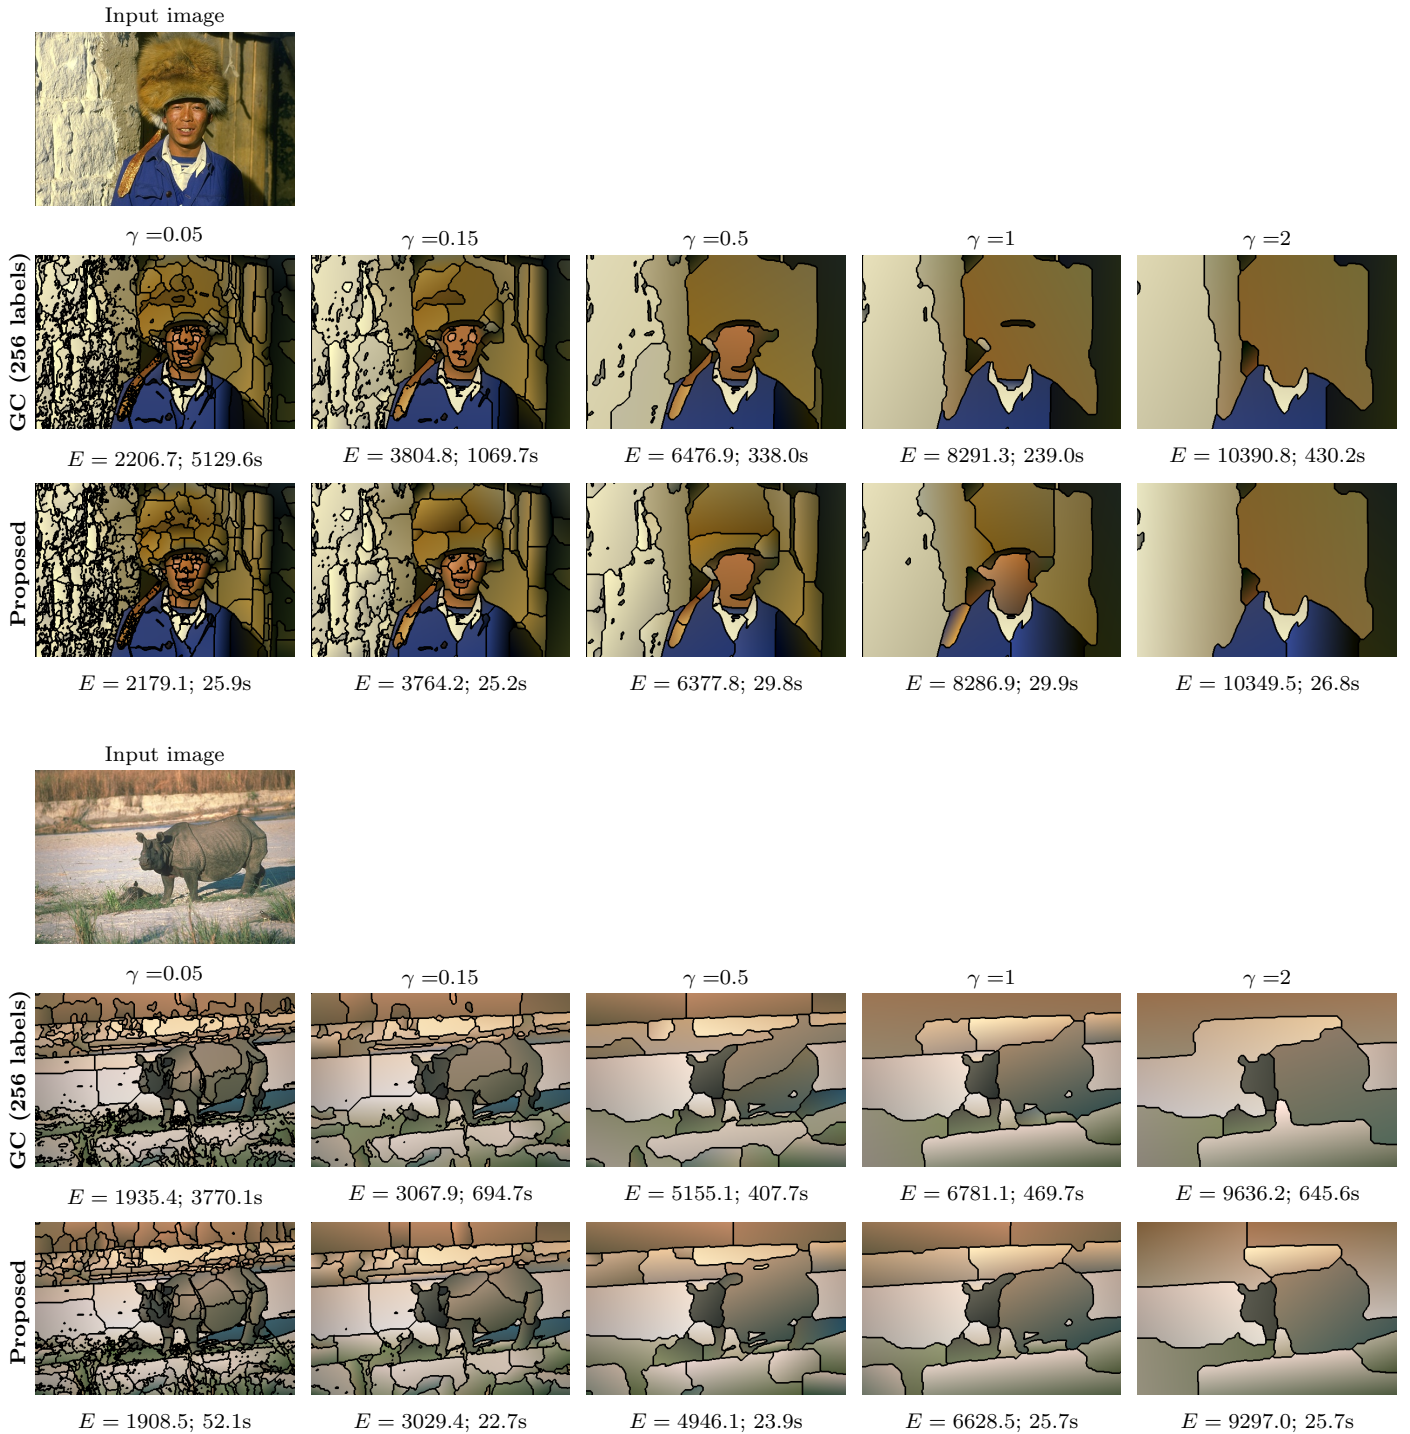 Input image
γ =0.05 γ =0.15 γ =0.5 γ =1 γ =2
GC (256 labels)
E = 2206.7; 5129.6s E = 3804.8; 1069.7s E = 6476.9; 338.0s E = 8291.3; 239.0s E = 10390.8; 430.2s
Proposed
E = 2179.1; 25.9s E = 3764.2; 25.2s E = 6377.8; 29.8s E = 8286.9; 29.9s E = 10349.5; 26.8s
Input image
γ =0.05 γ =0.15 γ =0.5 γ =1 γ =2
GC (256 labels)
E = 1935.4; 3770.1s E = 3067.9; 694.7s E = 5155.1; 407.7s E = 6781.1; 469.7s E = 9636.2; 645.6s
Proposed
E = 1908.5; 52.1s E = 3029.4; 22.7s E = 4946.1; 23.9s E = 6628.5; 25.7s E = 9297.0; 25.7s